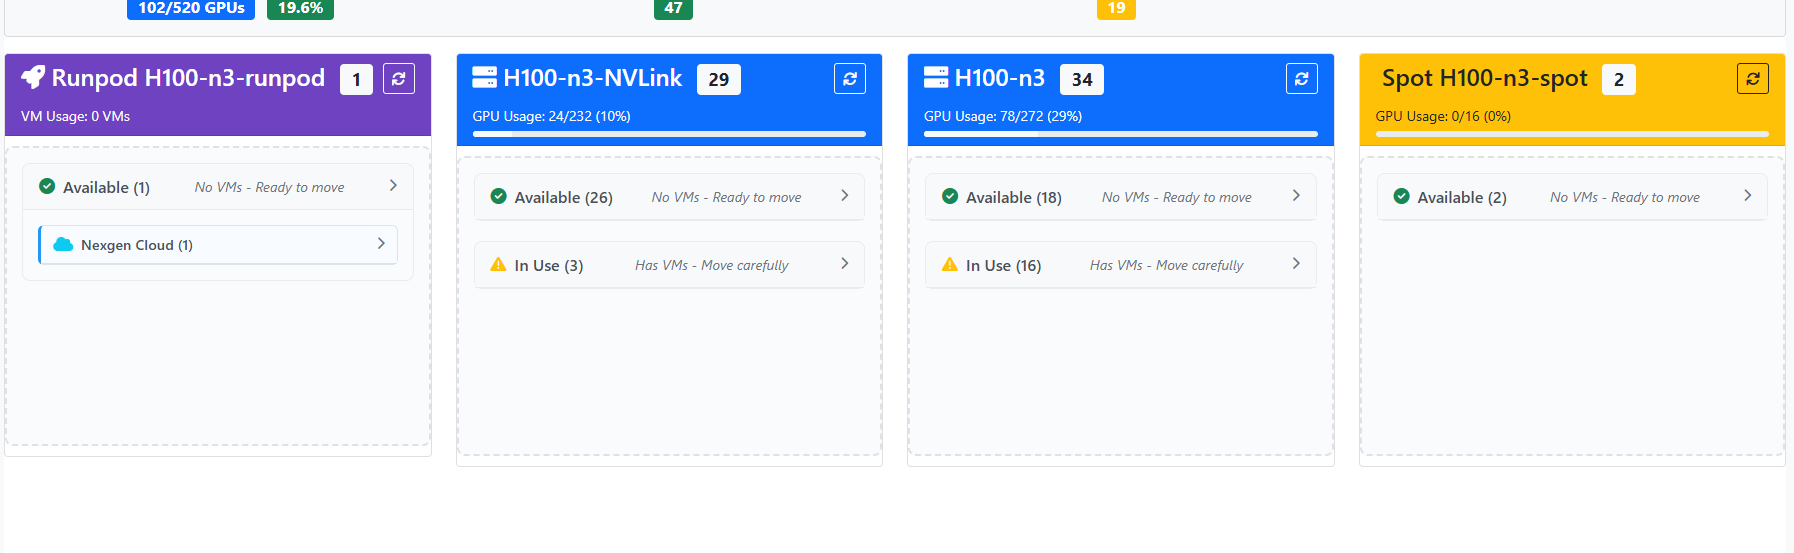 102/520 GPUs 19.6% 47 19
Runpod H100-n3-runpod 1
VM Usage: 0 VMs
Available (1) No VMs - Ready to move
Nexgen Cloud (1)
H100-n3-NVLink 29
GPU Usage: 24/232 (10%)
Available (26) No VMs - Ready to move
In Use (3) Has VMs - Move carefully
H100-n3 34
GPU Usage: 78/272 (29%)
Available (18) No VMs - Ready to move
In Use (16) Has VMs - Move carefully
Spot H100-n3-spot 2
GPU Usage: 0/16 (0%)
Available (2) No VMs - Ready to move